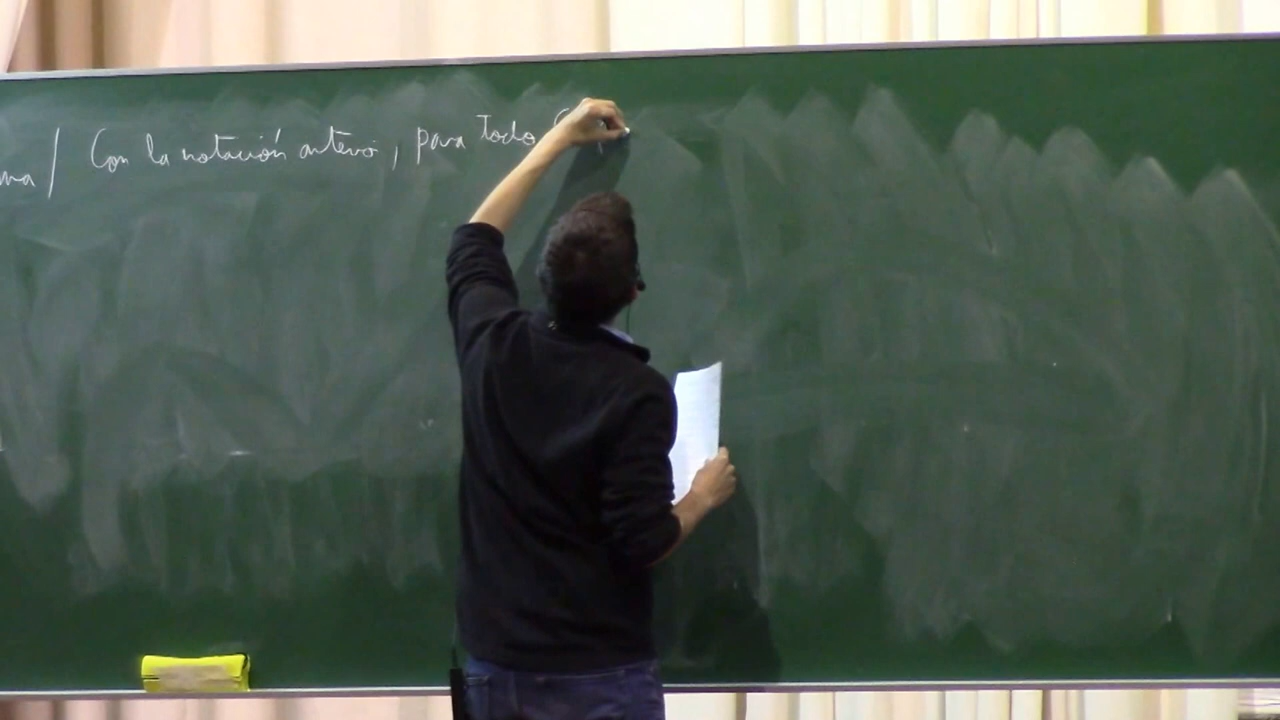 ma / Con la notación anterior, para todo (